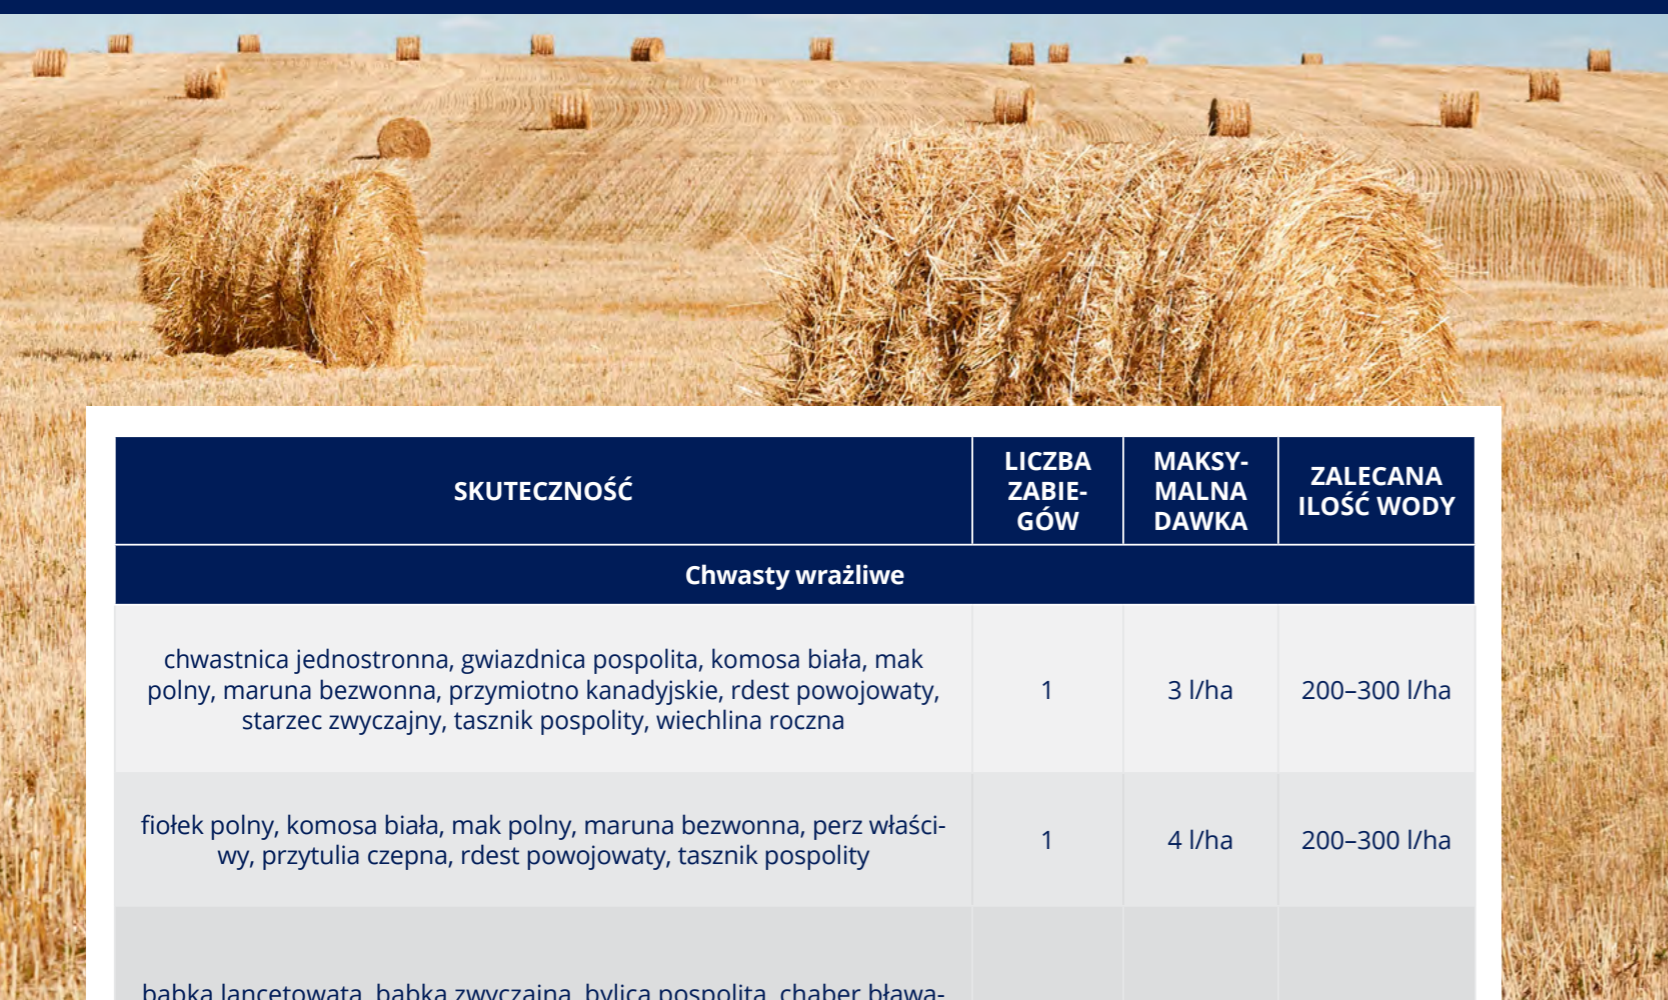 SKUTECZNOŚĆ
LICZBA
ZABIE-
GÓW
MAKSY-
MALNA
DAWKA
ZALECANA
ILOŚĆ WODY
Chwasty wrażliwe
chwastnica jednostronna, gwiazdnica pospolita, komosa biała, mak
polny, maruna bezwonna, przymiotno kanadyjskie, rdest powojowaty,
starzec zwyczajny, tasznik pospolity, wiechlina roczna
1
3 l/ha
200–300 l/ha
fiołek polny, komosa biała, mak polny, maruna bezwonna, perz właści-
wy, przytulia czepna, rdest powojowaty, tasznik pospolity
1
4 l/ha
200–300 l/ha
babka lancetowata, babka zwyczajna, bylica pospolita, chaber bława-